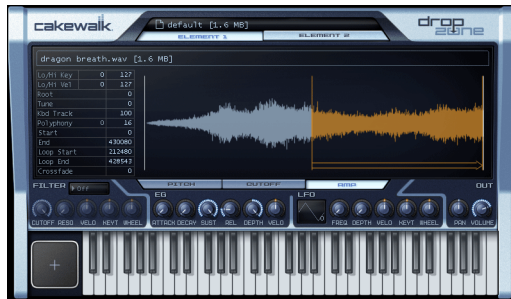 cakewalk
default [1.6 MB]
drop
zone
ELEMENT 1
ELEMENT 2
dragon breath.wav [1.6 MB]
Lo/Hi Key 0 127
Lo/Hi Vel 0 127
Root 0
Tune 0
Kbd Track 100
Polyphony 0 16
Start 0
End 430080
Loop Start 212480
Loop End 428543
Crossfade 0
FILTER Off
PITCH
CUTOFF
AMP
OUT
EG
LFO
CUTOFF RESO VELO KEYT WHEEL
ATTACH DECAY SUST REL DEPTH VELO
FREQ DEPTH VELO KEYT WHEEL
PAN VOLUME